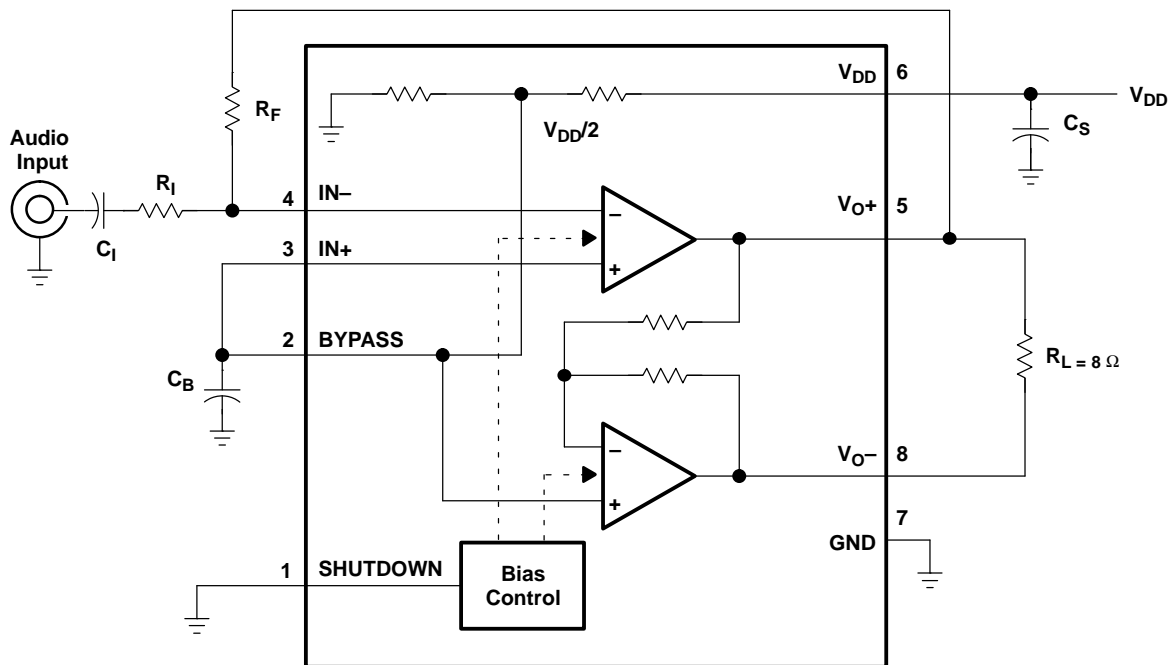 V_DD 6
V_DD
R_F
V_DD/2
C_S
Audio
Input
R_I
4 IN–
V_O+ 5
C_I
3 IN+
–
+
2 BYPASS
R_L = 8 Ω
C_B
V_O– 8
–
+
7
GND
1 SHUTDOWN
Bias
Control